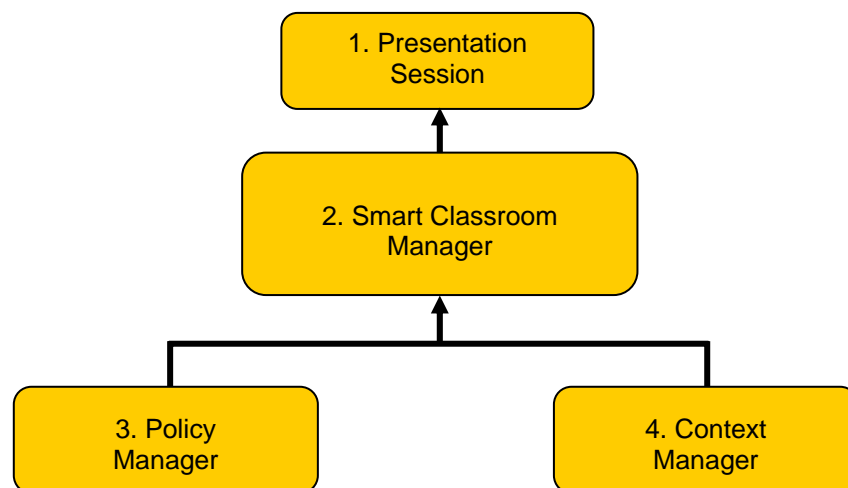 1. Presentation
Session
2. Smart Classroom
Manager
3. Policy
Manager
4. Context
Manager